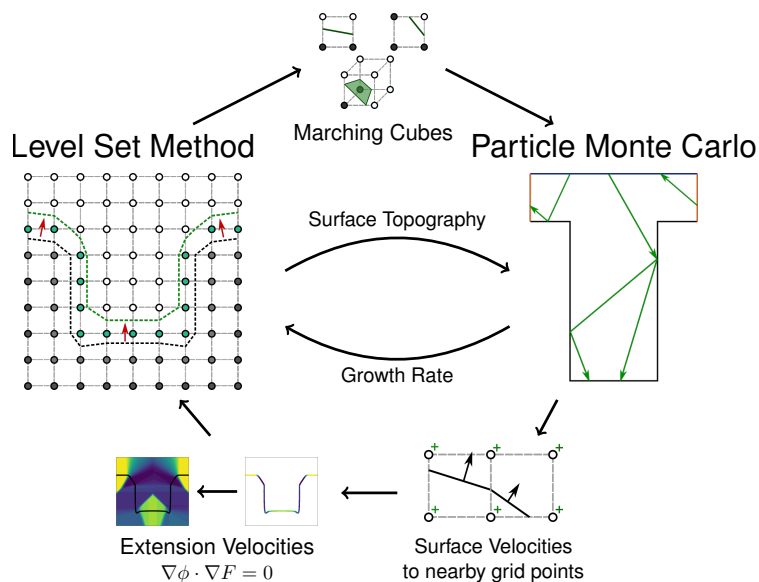 Marching Cubes
Level Set Method
Particle Monte Carlo
Surface Topography
Growth Rate
+ + +
+ + +
Extension Velocities
∇ϕ · ∇F = 0
Surface Velocities
to nearby grid points